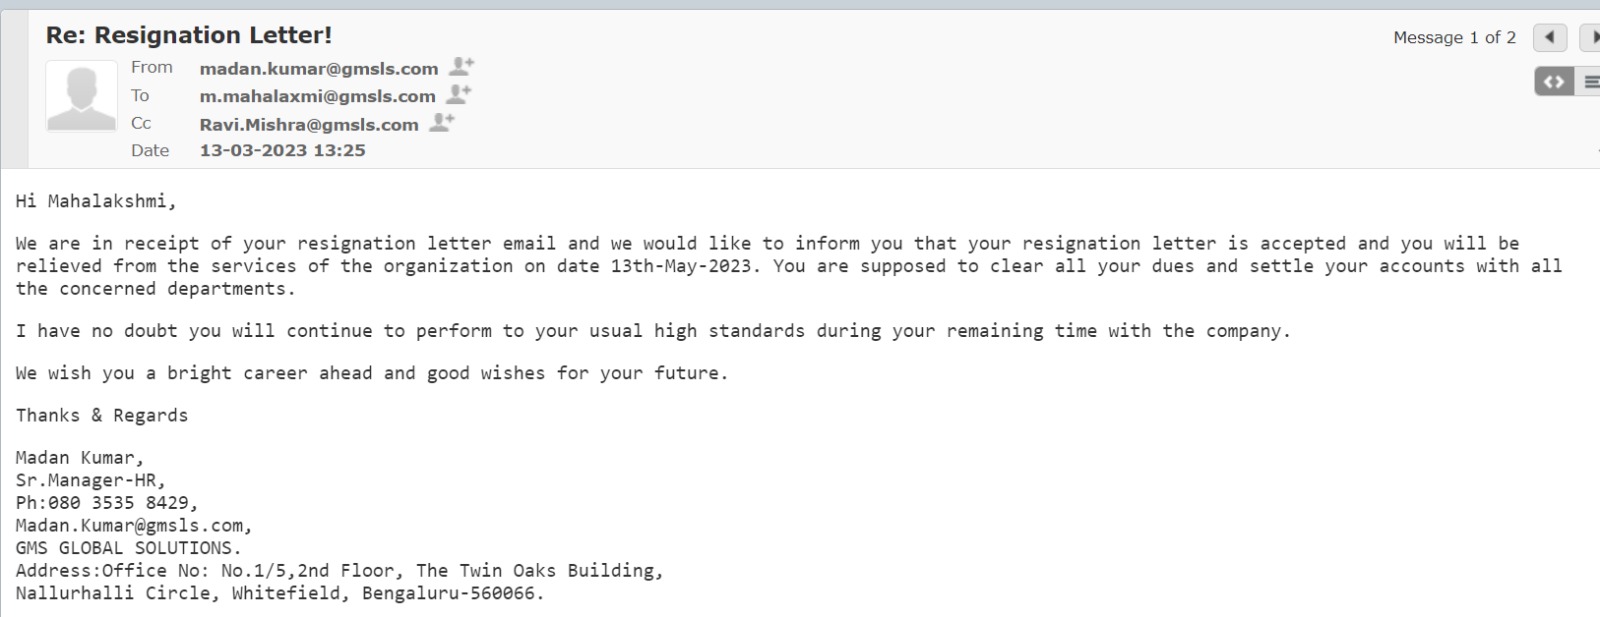 Re: Resignation Letter!
Message 1 of 2
From madan.kumar@gmsls.com
To m.mahalaxmi@gmsls.com
Cc Ravi.Mishra@gmsls.com
Date 13-03-2023 13:25
Hi Mahalakshmi,
We are in receipt of your resignation letter email and we would like to inform you that your resignation letter is accepted and you will be
relieved from the services of the organization on date 13th-May-2023. You are supposed to clear all your dues and settle your accounts with all
the concerned departments.
I have no doubt you will continue to perform to your usual high standards during your remaining time with the company.
We wish you a bright career ahead and good wishes for your future.
Thanks & Regards
Madan Kumar,
Sr.Manager-HR,
Ph:080 3535 8429,
Madan.Kumar@gmsls.com,
GMS GLOBAL SOLUTIONS.
Address:Office No: No.1/5,2nd Floor, The Twin Oaks Building,
Nallurhalli Circle, Whitefield, Bengaluru-560066.